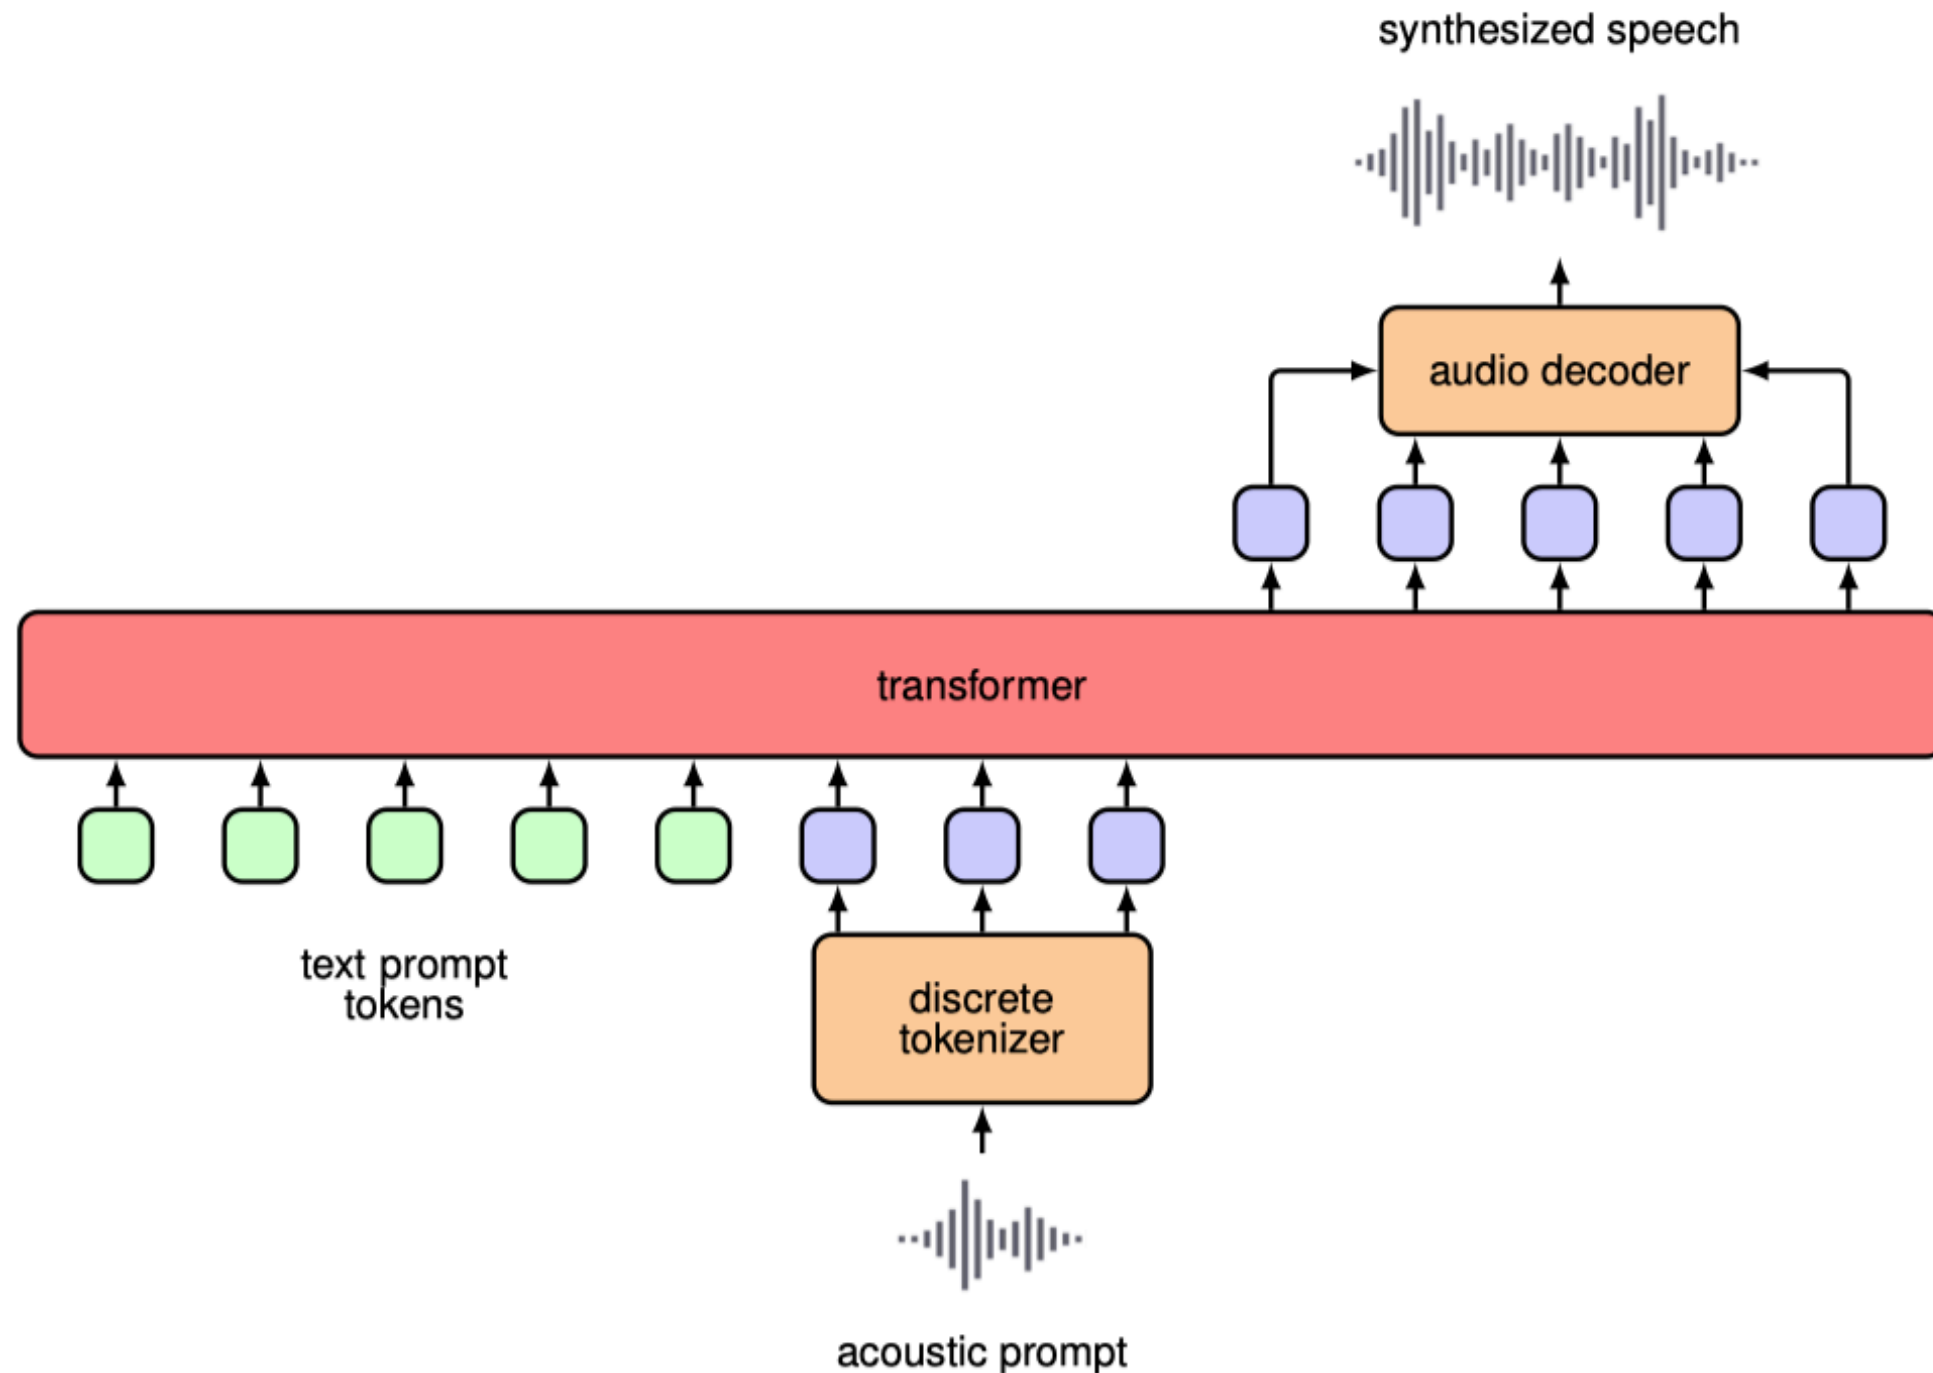 synthesized speech
audio decoder
transformer
text prompt
tokens
discrete
tokenizer
acoustic prompt